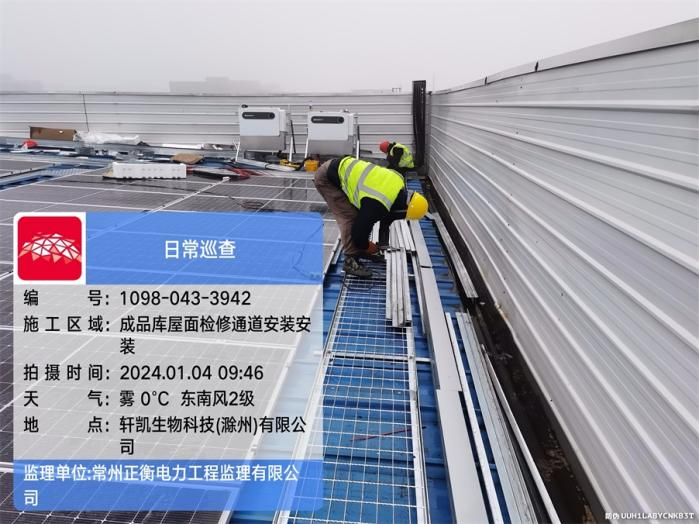 日常巡查
编 号：1098-043-3942
施工区域：成品库屋面检修通道安装安
装
拍摄时间：2024.01.04 09:46
天 气：雾 0°C 东南风2级
地 点：轩凯生物科技(滁州)有限公
司
监理单位:常州正衡电力工程监理有限公
司
防伪 UUH1LABYCNKB3T